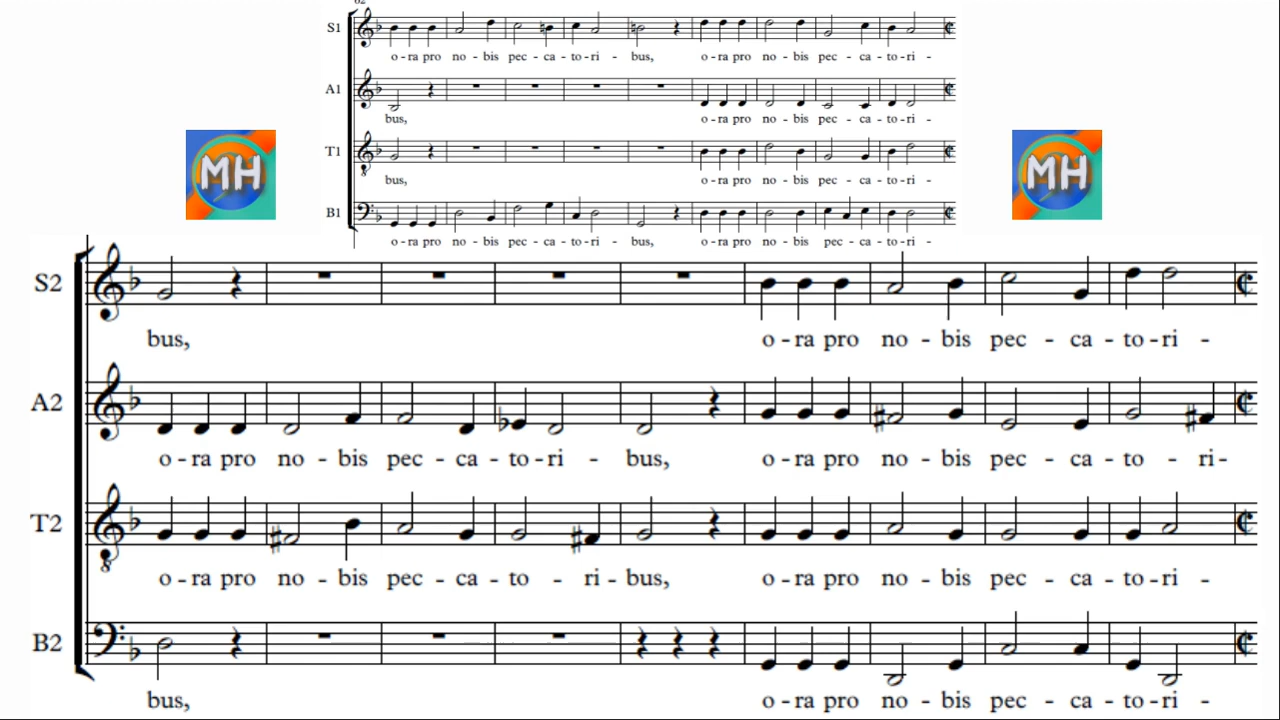 62
S1
o - ra pro no - bis pec - ca - to - ri - bus, o - ra pro no - bis pec - ca - to - ri -
A1
bus, o - ra pro no - bis pec - ca - to - ri -
T1
bus, o - ra pro no - bis pec - ca - to - ri -
B1
o - ra pro no - bis pec - ca - to - ri - bus, o - ra pro no - bis pec - ca - to - ri -
MH
MH
S2
bus, o - ra pro no - bis pec - ca - to - ri -
A2
o - ra pro no - bis pec - ca - to - ri - bus, o - ra pro no - bis pec - ca - to - ri -
T2
8
o - ra pro no - bis pec - ca - to - ri - bus, o - ra pro no - bis pec - ca - to - ri -
B2
bus, o - ra pro no - bis pec - ca - to - ri -